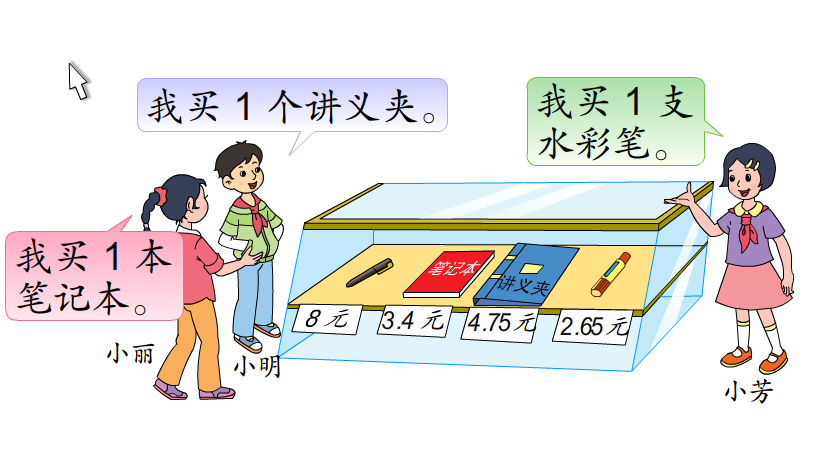 我买 1 个讲义夹。
我买 1 支
水彩笔。
我买 1 本
笔记本。
笔记本
讲义夹
8 元
3.4 元
4.75 元
2.65 元
小丽
小明
小芳